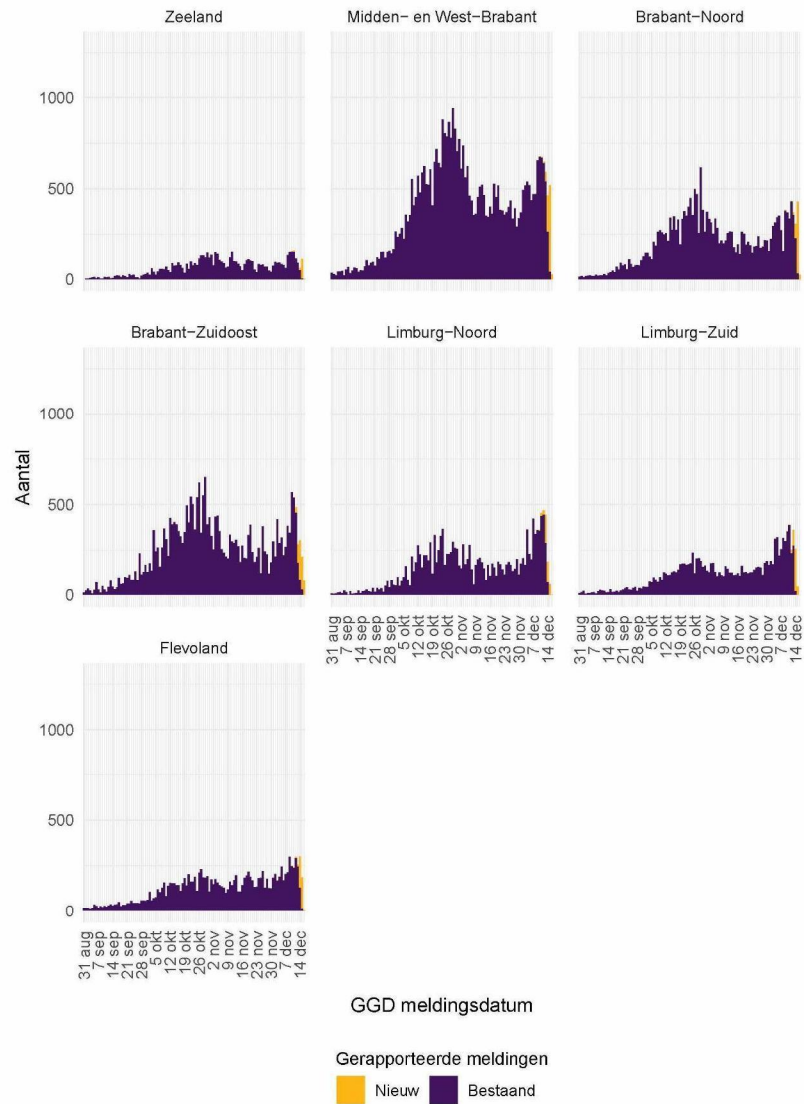 Zeeland
Midden- en West-Brabant
Brabant-Noord
1000
500
0
Brabant-Zuidoost
Limburg-Noord
Limburg-Zuid
1000
500
0
Aantal
31 aug
7 sep
14 sep
21 sep
28 sep
5 okt
12 okt
19 okt
26 okt
2 nov
9 nov
16 nov
23 nov
30 nov
7 dec
14 dec
31 aug
7 sep
14 sep
21 sep
28 sep
5 okt
12 okt
19 okt
26 okt
2 nov
9 nov
16 nov
23 nov
30 nov
7 dec
14 dec
Flevoland
1000
500
0
31 aug
7 sep
14 sep
21 sep
28 sep
5 okt
12 okt
19 okt
26 okt
2 nov
9 nov
16 nov
23 nov
30 nov
7 dec
14 dec
GGD meldingsdatum
Gerapporteerde meldingen
Nieuw
Bestaand